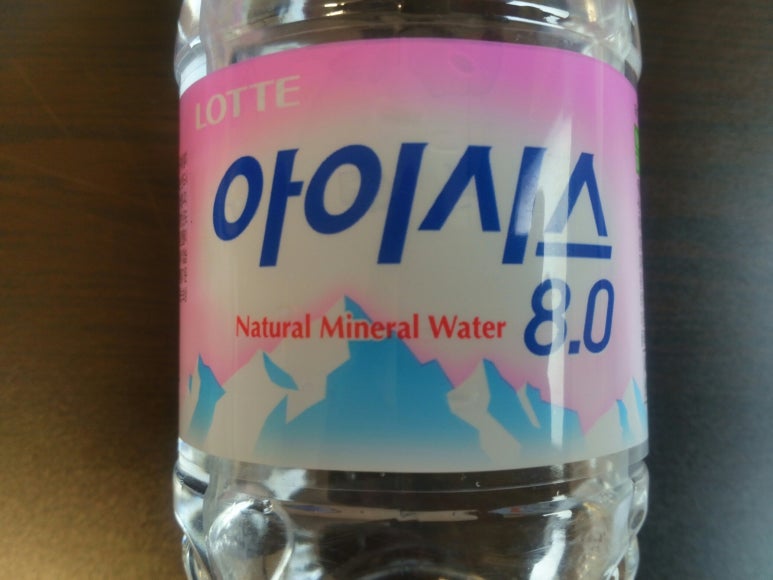 LOTTE
아이시스
Natural Mineral Water
8.0